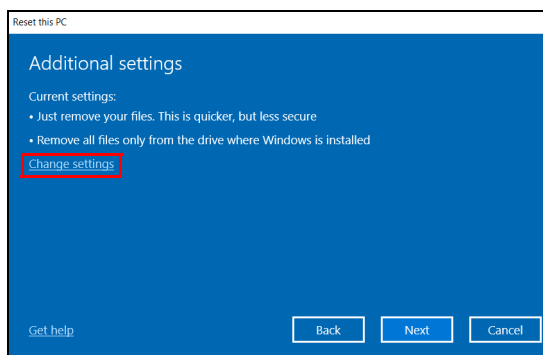 Reset this PC
Additional settings
Current settings:
• Just remove your files. This is quicker, but less secure
• Remove all files only from the drive where Windows is installed
Change settings
Get help
Back
Next
Cancel